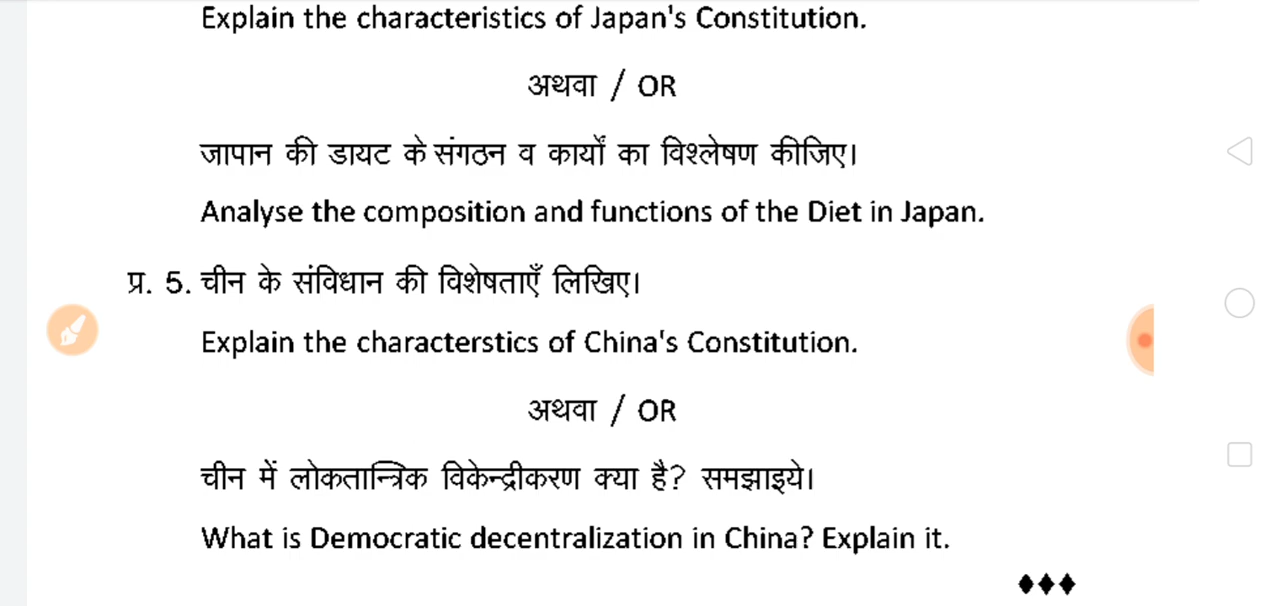 Explain the characteristics of Japan's Constitution.
अथवा / OR
जापान की डायट के संगठन व कार्यों का विश्लेषण कीजिए।
Analyse the composition and functions of the Diet in Japan.
प्र. 5. चीन के संविधान की विशेषताएँ लिखिए।
Explain the characterstics of China's Constitution.
अथवा / OR
चीन में लोकतान्त्रिक विकेन्द्रीकरण क्या है? समझाइये।
What is Democratic decentralization in China? Explain it.
♦♦♦